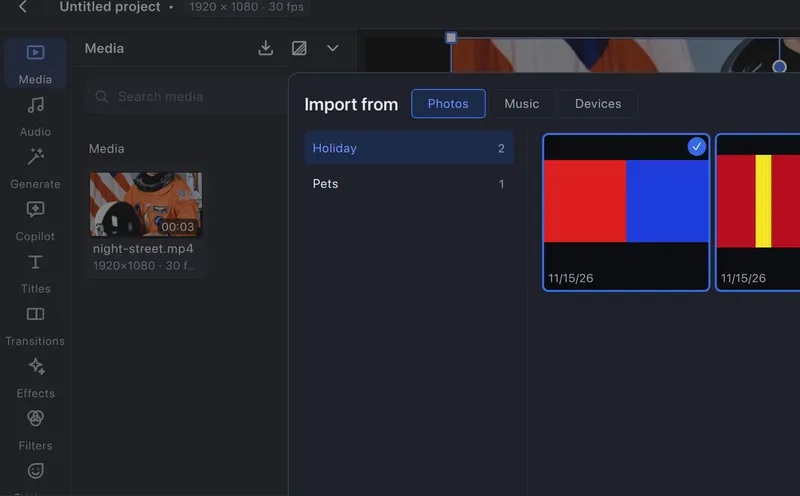 Untitled project •
1920 × 1080 · 30 fps
Media
Search media
Media
00:03
night-street.mp4
1920×1080 · 30 f...
Media
Audio
Generate
Copilot
Titles
Transitions
Effects
Filters
Import from
Photos
Music
Devices
Holiday 2
Pets 1
11/15/26
11/15/26